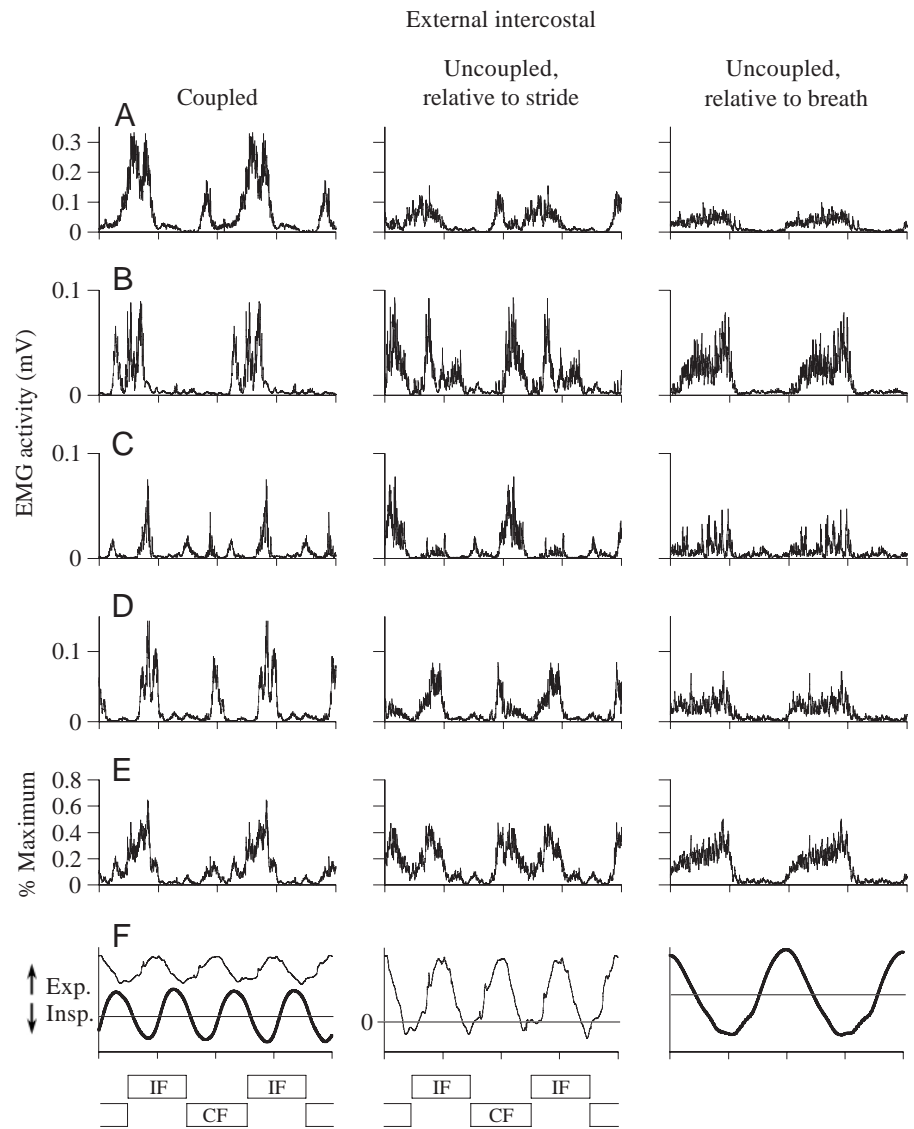 External intercostal
Coupled
Uncoupled,
relative to stride
Uncoupled,
relative to breath
A
0.3
0.2
0.1
0
B
0.1
0
C
0.1
0
D
0.1
0
EMG activity (mV)
E
0.8
0.6
0.4
0.2
0
% Maximum
F
Exp.
Insp.
0
IF IF IF IF
CF CF